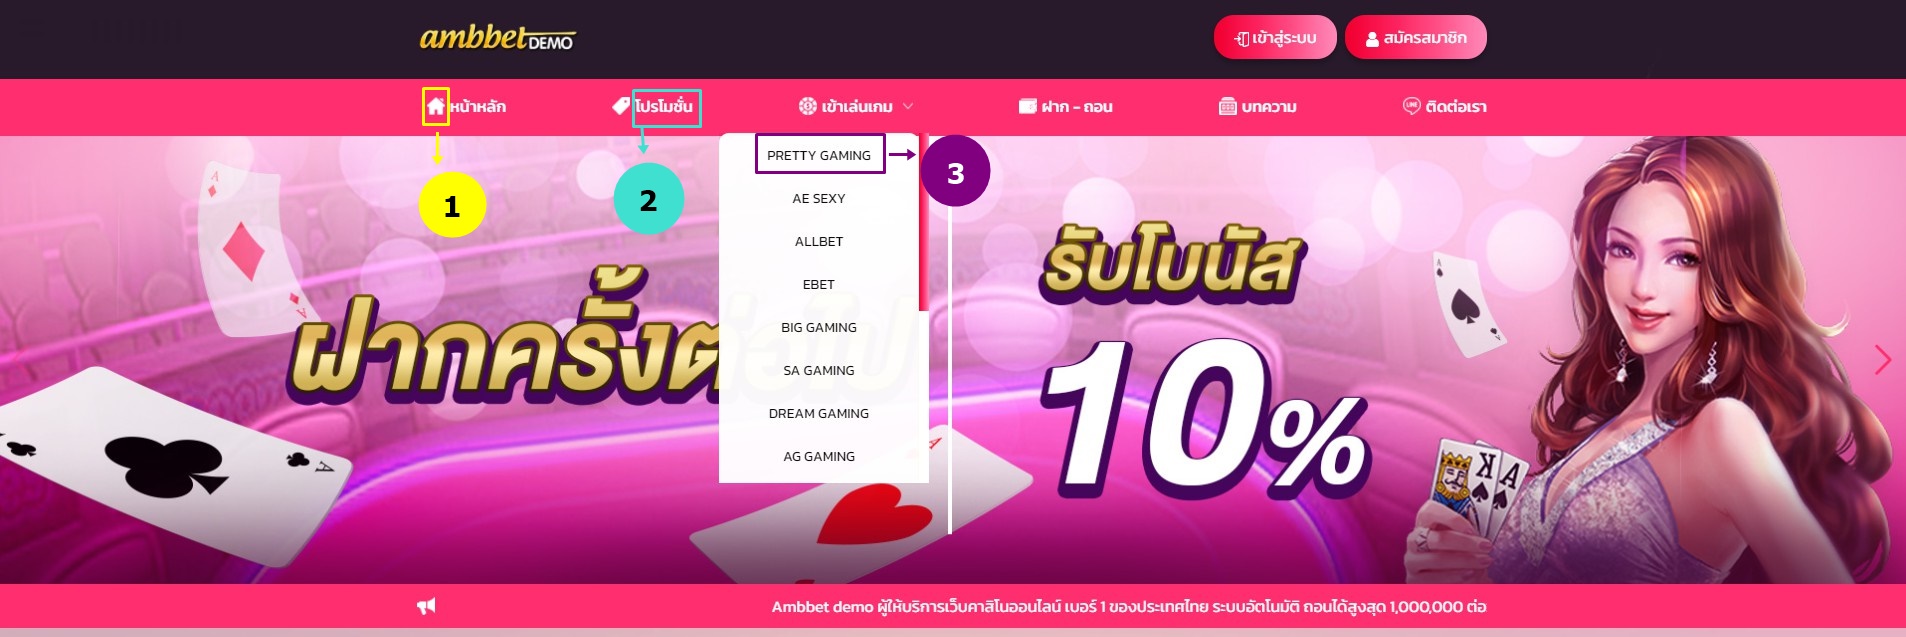 ambbet DEMO
เข้าสู่ระบบ
สมัครสมาชิก
หน้าหลัก
โปรโมชั่น
เข้าเล่นเกม
ฝาก - ถอน
บทความ
LINE
ติดต่อเรา
PRETTY GAMING
AE SEXY
ALLBET
EBET
BIG GAMING
SA GAMING
DREAM GAMING
AG GAMING
1
2
3
ฝากครั้งต่อไป
รับโบนัส
10%
A
A
A
A
A
A
A
K
A
Ambbet demo ผู้ให้บริการเว็บคาสิโนออนไลน์ เบอร์ 1 ของประเทศไทย ระบบอัตโนมัติ ถอนได้สูงสุด 1,000,000 ต่อ